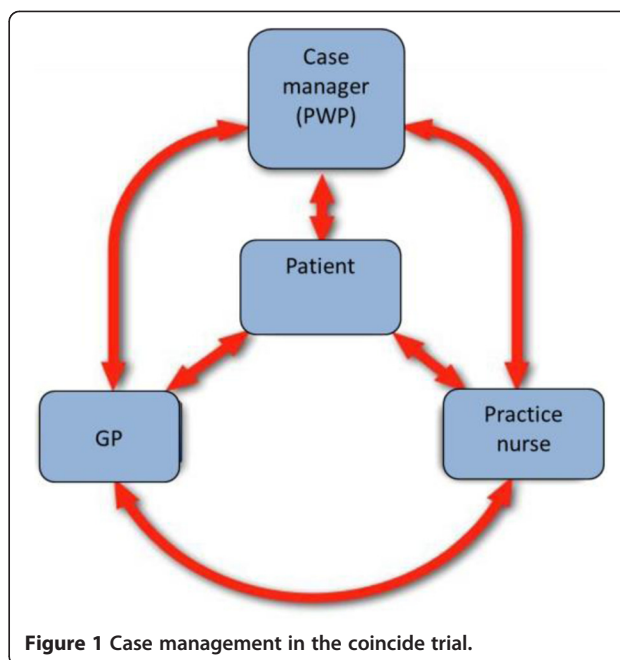 Case
manager
(PWP)
Patient
GP
Practice
nurse
Figure 1 Case management in the coincide trial.